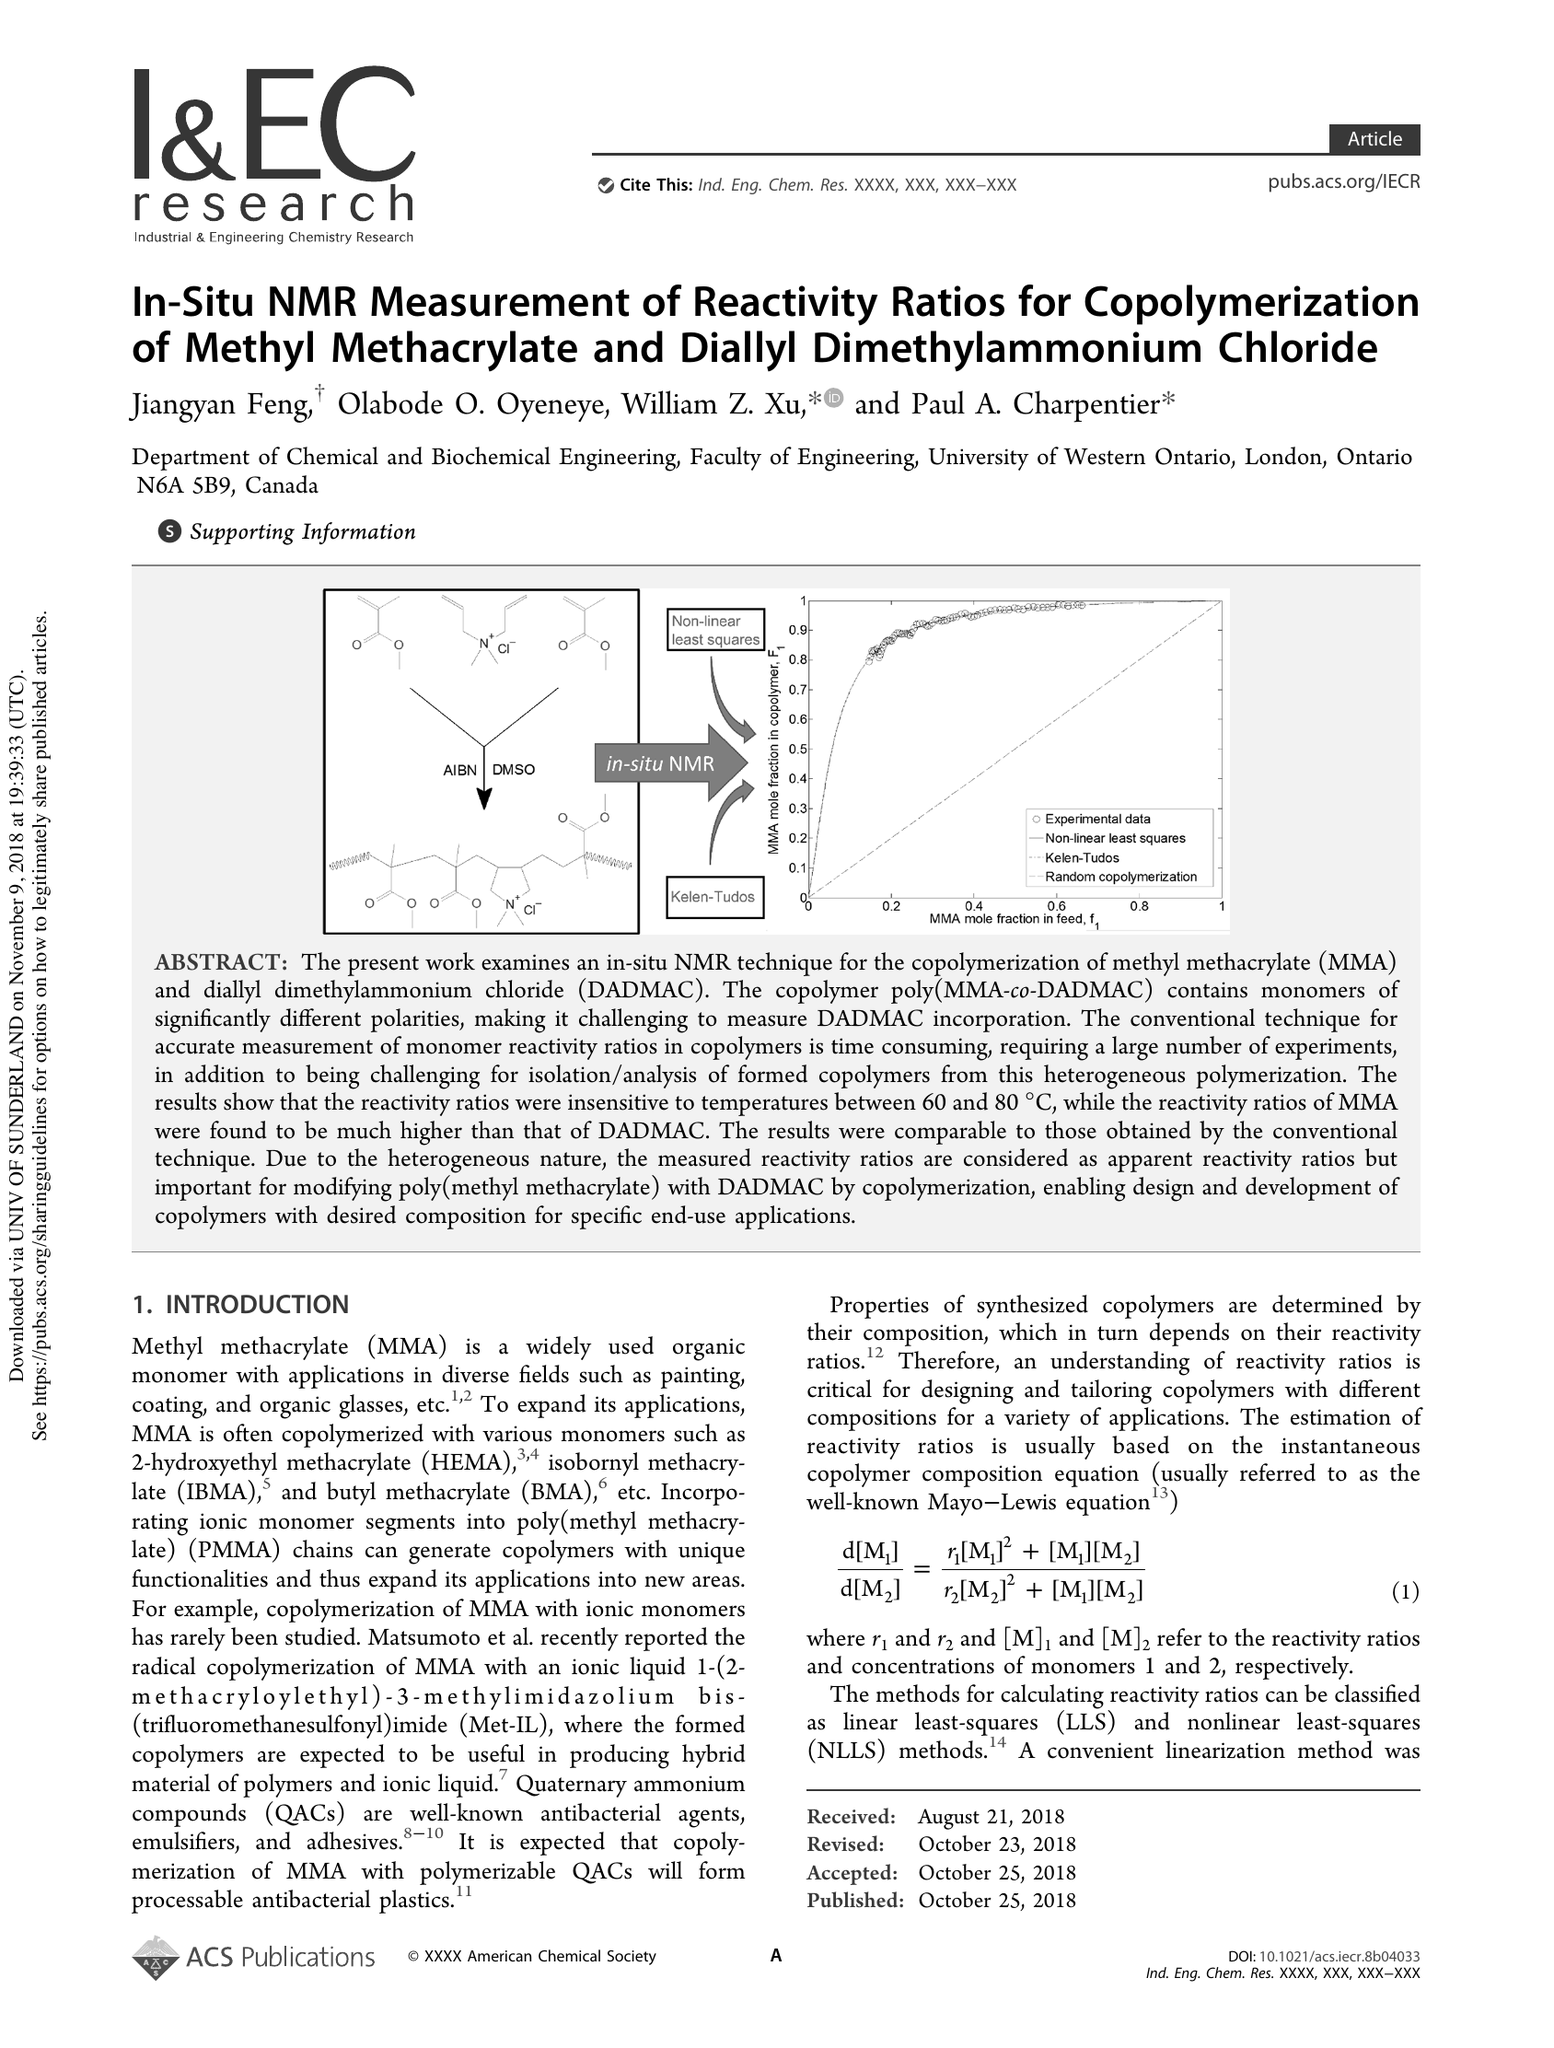 I&EC
research
Industrial & Engineering Chemistry Research
Article
Cite This: Ind. Eng. Chem. Res. XXXX, XXX, XXX−XXX
pubs.acs.org/IECR
In-Situ NMR Measurement of Reactivity Ratios for Copolymerization
of Methyl Methacrylate and Diallyl Dimethylammonium Chloride
Jiangyan Feng,† Olabode O. Oyeneye, William Z. Xu,*iD and Paul A. Charpentier*
Department of Chemical and Biochemical Engineering, Faculty of Engineering, University of Western Ontario, London, Ontario
N6A 5B9, Canada
S Supporting Information
O
O
N+
Cl−
O
O
AIBN
DMSO
O
O
O
O
O
O
N+
Cl−
Non-linear
least squares
in-situ NMR
Kelen-Tudos
MMA mole fraction in copolymer, F1
1
0.9
0.8
0.7
0.6
0.5
0.4
0.3
0.2
0.1
0
0
0.2
0.4
0.6
0.8
1
MMA mole fraction in feed, f1
Experimental data
Non-linear least squares
Kelen-Tudos
Random copolymerization
ABSTRACT: The present work examines an in-situ NMR technique for the copolymerization of methyl methacrylate (MMA)
and diallyl dimethylammonium chloride (DADMAC). The copolymer poly(MMA-co-DADMAC) contains monomers of
significantly different polarities, making it challenging to measure DADMAC incorporation. The conventional technique for
accurate measurement of monomer reactivity ratios in copolymers is time consuming, requiring a large number of experiments,
in addition to being challenging for isolation/analysis of formed copolymers from this heterogeneous polymerization. The
results show that the reactivity ratios were insensitive to temperatures between 60 and 80 °C, while the reactivity ratios of MMA
were found to be much higher than that of DADMAC. The results were comparable to those obtained by the conventional
technique. Due to the heterogeneous nature, the measured reactivity ratios are considered as apparent reactivity ratios but
important for modifying poly(methyl methacrylate) with DADMAC by copolymerization, enabling design and development of
copolymers with desired composition for specific end-use applications.
1. INTRODUCTION
Methyl methacrylate (MMA) is a widely used organic
monomer with applications in diverse fields such as painting,
coating, and organic glasses, etc.1,2 To expand its applications,
MMA is often copolymerized with various monomers such as
2-hydroxyethyl methacrylate (HEMA),3,4 isobornyl methacry-
late (IBMA),5 and butyl methacrylate (BMA),6 etc. Incorpo-
rating ionic monomer segments into poly(methyl methacry-
late) (PMMA) chains can generate copolymers with unique
functionalities and thus expand its applications into new areas.
For example, copolymerization of MMA with ionic monomers
has rarely been studied. Matsumoto et al. recently reported the
radical copolymerization of MMA with an ionic liquid 1-(2-
methacryloylethyl)-3-methylimidazolium bis-
(trifluoromethanesulfonyl)imide (Met-IL), where the formed
copolymers are expected to be useful in producing hybrid
material of polymers and ionic liquid.7 Quaternary ammonium
compounds (QACs) are well-known antibacterial agents,
emulsifiers, and adhesives.8−10 It is expected that copoly-
merization of MMA with polymerizable QACs will form
processable antibacterial plastics.11
Properties of synthesized copolymers are determined by
their composition, which in turn depends on their reactivity
ratios.12 Therefore, an understanding of reactivity ratios is
critical for designing and tailoring copolymers with different
compositions for a variety of applications. The estimation of
reactivity ratios is usually based on the instantaneous
copolymer composition equation (usually referred to as the
well-known Mayo−Lewis equation13)
d[M1]/d[M2] = (r1[M1]2 + [M1][M2])/(r2[M2]2 + [M1][M2]) (1)
where r1 and r2 and [M]1 and [M]2 refer to the reactivity ratios
and concentrations of monomers 1 and 2, respectively.
The methods for calculating reactivity ratios can be classified
as linear least-squares (LLS) and nonlinear least-squares
(NLLS) methods.14 A convenient linearization method was
Received: August 21, 2018
Revised: October 23, 2018
Accepted: October 25, 2018
Published: October 25, 2018
ACS Publications
© XXXX American Chemical Society
A
DOI: 10.1021/acs.iecr.8b04033
Ind. Eng. Chem. Res. XXXX, XXX, XXX−XXX
Downloaded via UNIV OF SUNDERLAND on November 9, 2018 at 19:39:33 (UTC).
See https://pubs.acs.org/sharingguidelines for options on how to legitimately share published articles.